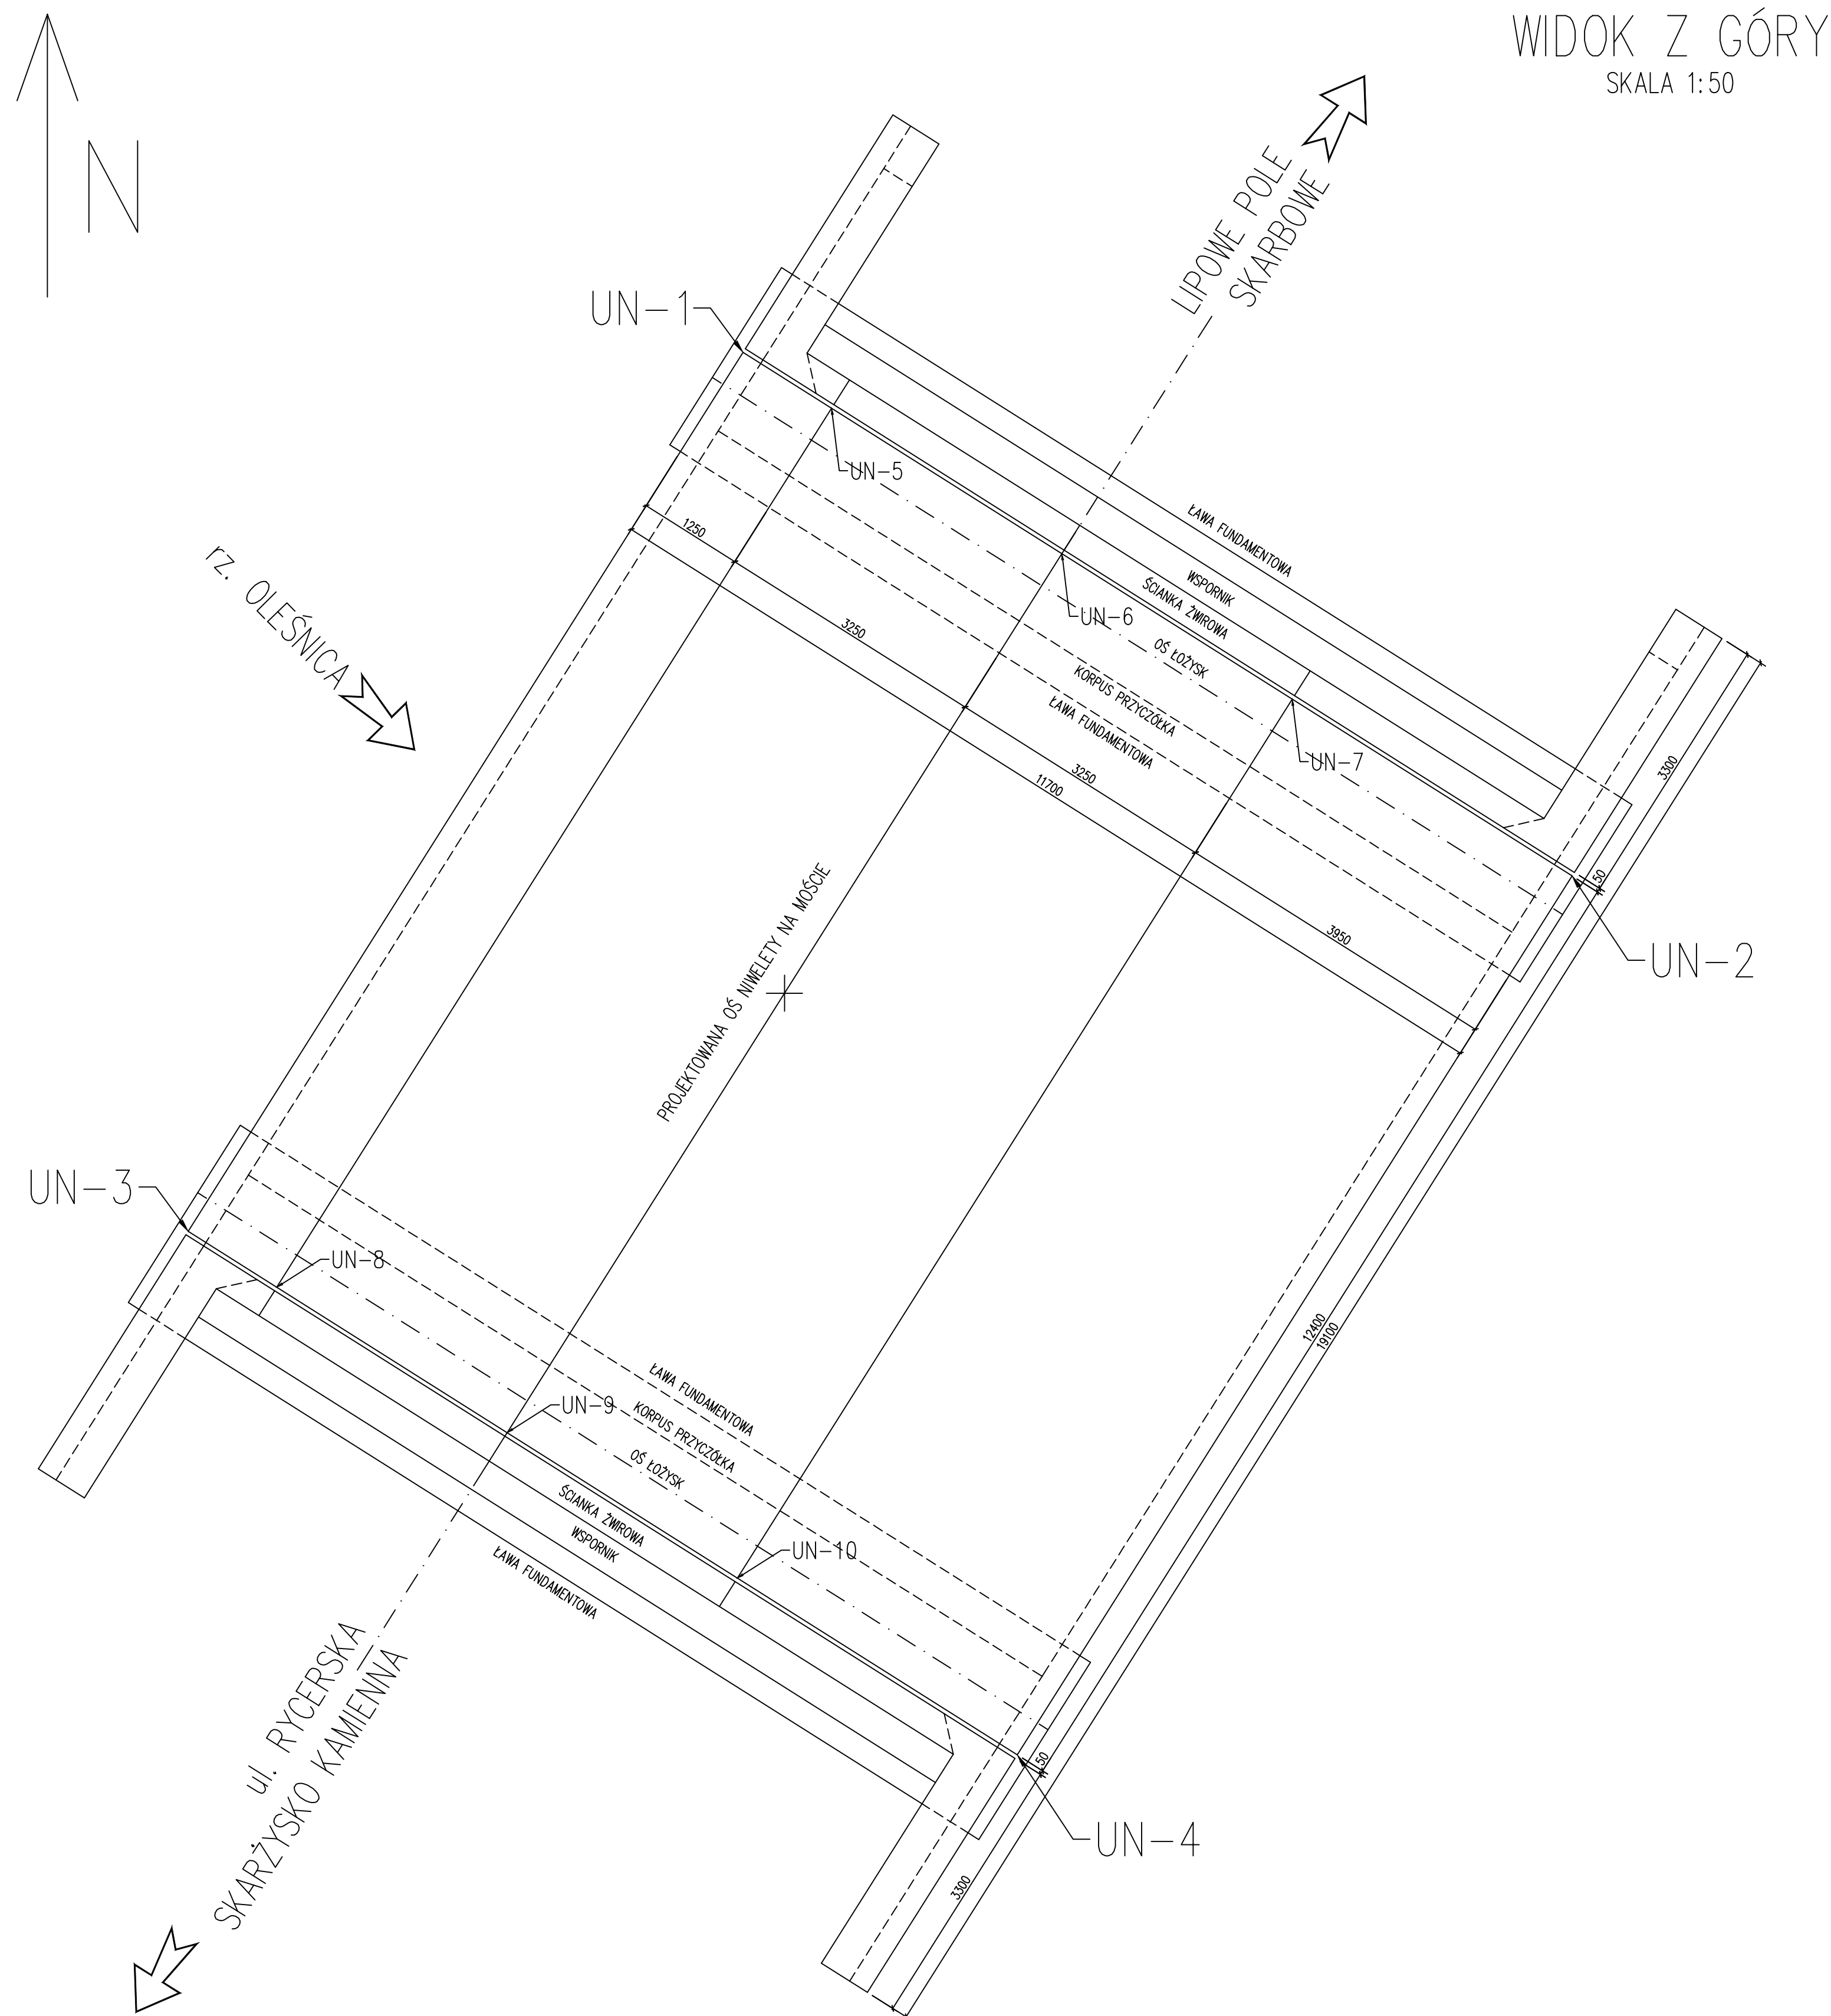 WIDOK Z GÓRY
SKALA 1:50
N
LIPOWE POLE
SKARBOWE
UN-1
UN-5
rz. OLEŚNICA
1250
3250
UN-6
ŁAWA FUNDAMENTOWA
WSPORNIK
ŚCIANKA ŻWIROWA
OŚ ŁOŻYSK
KORPUS PRZYCZÓŁKA
ŁAWA FUNDAMENTOWA
UN-7
3250
11700
3950
3300
50
UN-2
PROJEKTOWANA OŚ NIWELETY NA MOŚCIE
UN-3
UN-8
12400
19100
ŁAWA FUNDAMENTOWA
KORPUS PRZYCZÓŁKA
OŚ ŁOŻYSK
UN-9
ŚCIANKA ŻWIROWA
WSPORNIK
ŁAWA FUNDAMENTOWA
UN-10
50
UN-4
3300
ul. RYCERSKA
SKARŻYSKO KAMIENNA